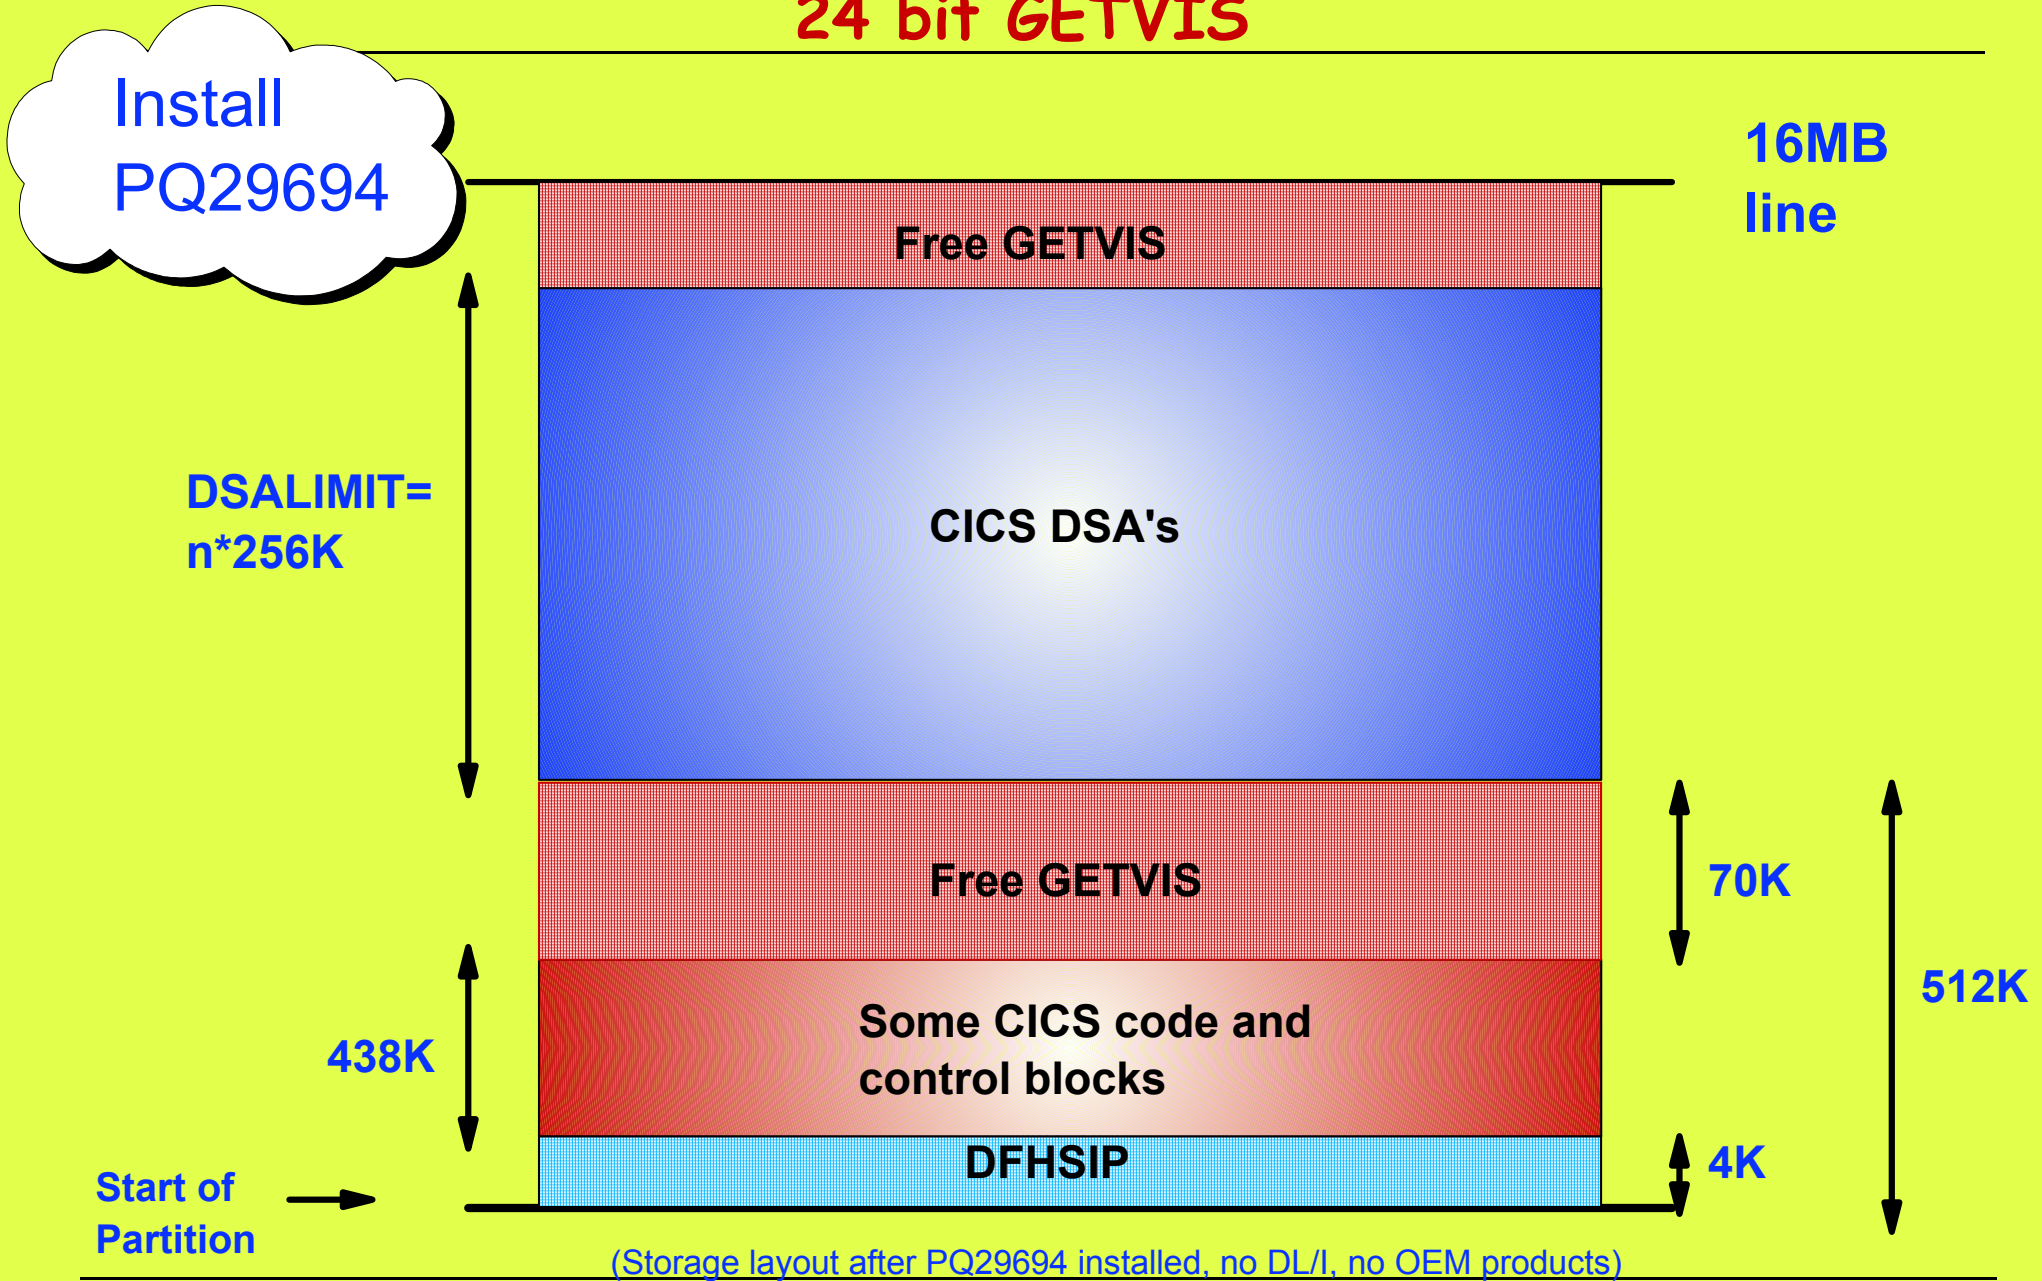 24 bit GETVIS
Install
PQ29694
16MB
line
Free GETVIS
DSALIMIT=
n*256K
CICS DSA's
Free GETVIS
70K
512K
Some CICS code and
control blocks
438K
DFHSIP
4K
Start of
Partition
(Storage layout after PQ29694 installed, no DL/I, no OEM products)